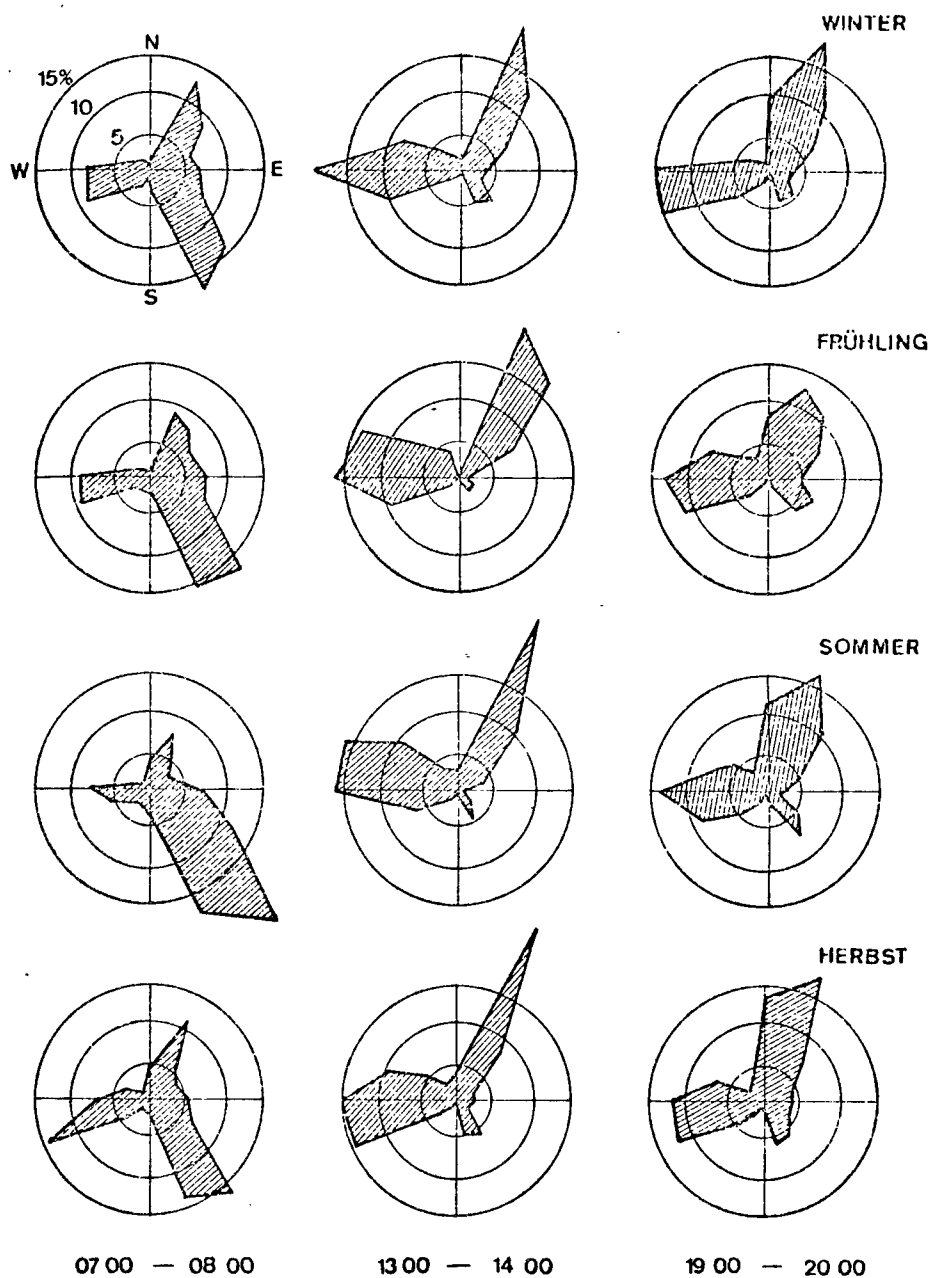 WINTER
N
15%
10
5
W
E
S
FRÜHLING
SOMMER
HERBST
07 00 — 08 00
13 00 — 14 00
19 00 — 20 00